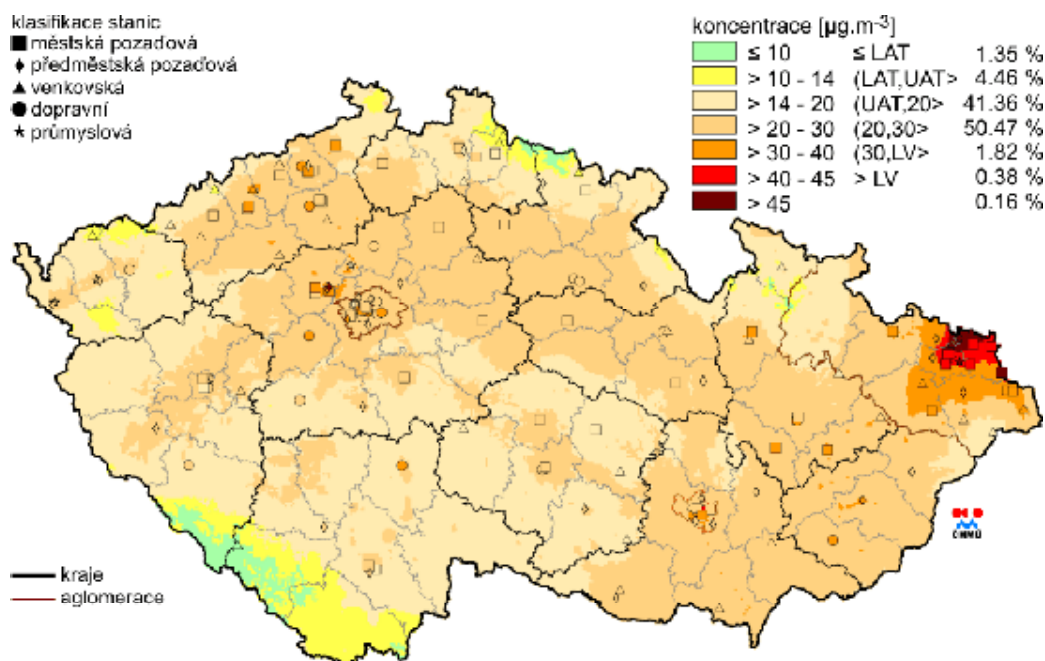 klasifikace stanic
městská pozaďová
předměstská pozaďová
venkovská
dopravní
průmyslová
koncentrace [µg.m⁻³]
≤ 10 ≤ LAT 1.35 %
> 10 - 14 (LAT,UAT> 4.46 %
> 14 - 20 (UAT,20> 41.36 %
> 20 - 30 (20,30> 50.47 %
> 30 - 40 (30,LV> 1.82 %
> 40 - 45 > LV 0.38 %
> 45 0.16 %
kraje
aglomerace